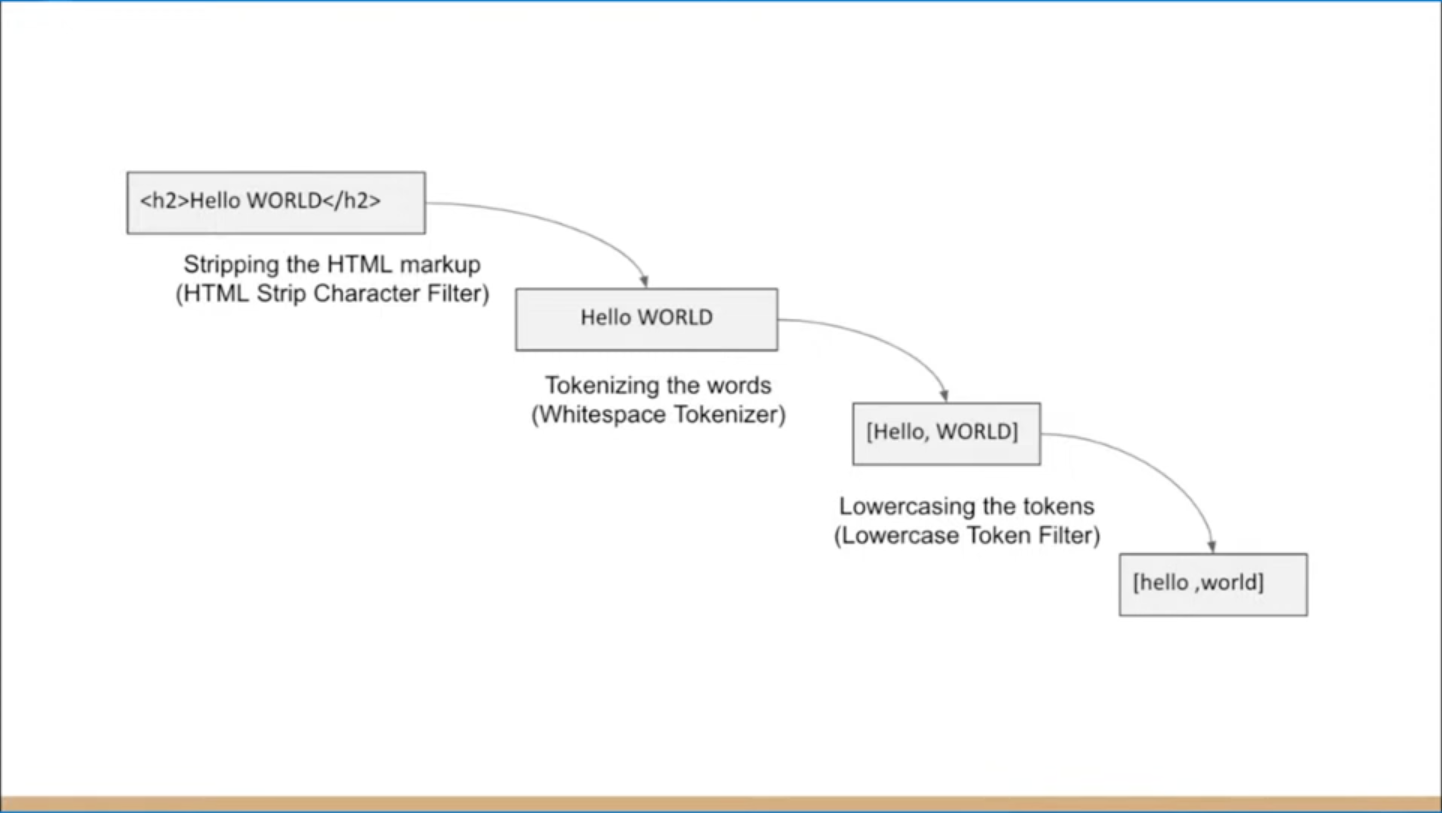 <h2>Hello WORLD</h2>
Stripping the HTML markup
(HTML Strip Character Filter)
Hello WORLD
Tokenizing the words
(Whitespace Tokenizer)
[Hello, WORLD]
Lowercasing the tokens
(Lowercase Token Filter)
[hello ,world]